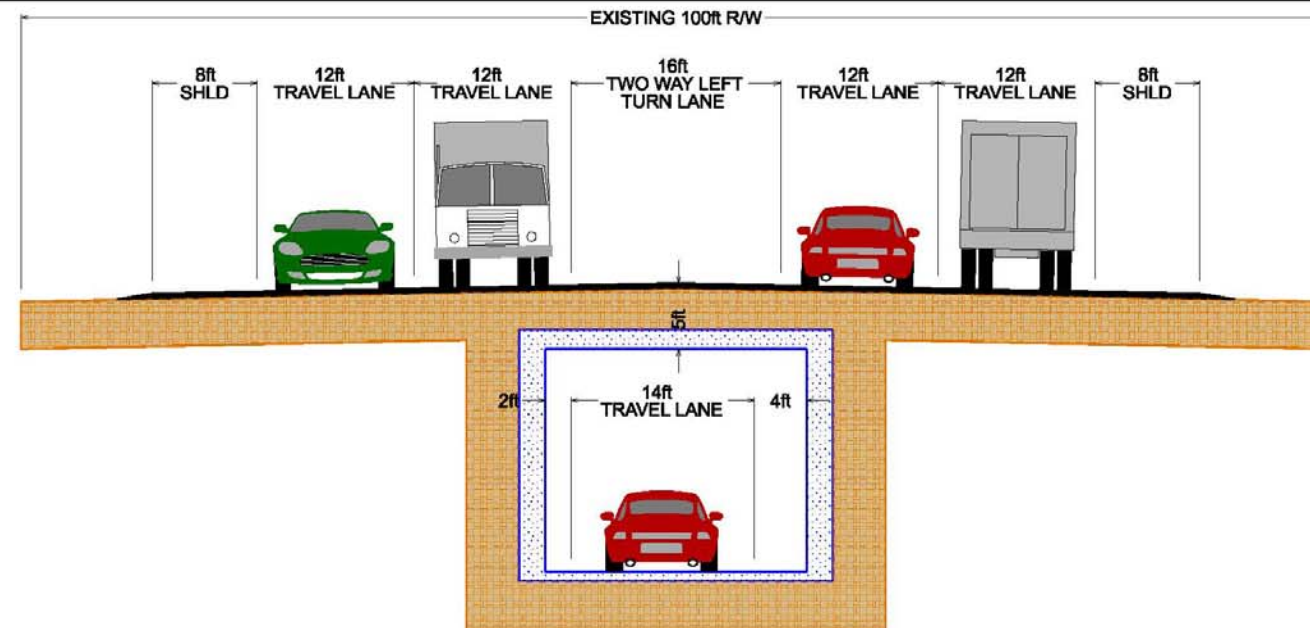 EXISTING 100ft R/W
8ft
SHLD
12ft
TRAVEL LANE
12ft
TRAVEL LANE
16ft
TWO WAY LEFT
TURN LANE
12ft
TRAVEL LANE
12ft
TRAVEL LANE
8ft
SHLD
5ft
2ft
14ft
TRAVEL LANE
4ft